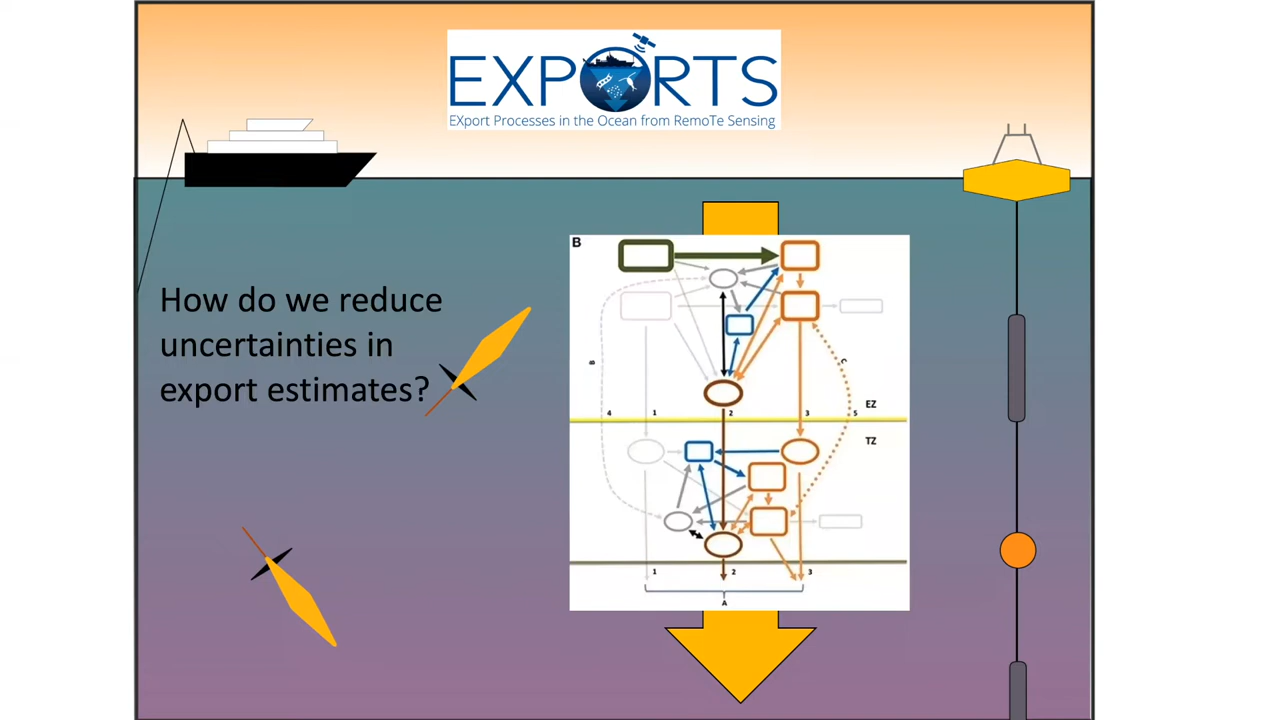 EXPORTS
EXport Processes in the Ocean from RemoTe Sensing
How do we reduce
uncertainties in
export estimates?
B
B
C
4 1 2 3 5
EZ
TZ
1 2 3
A